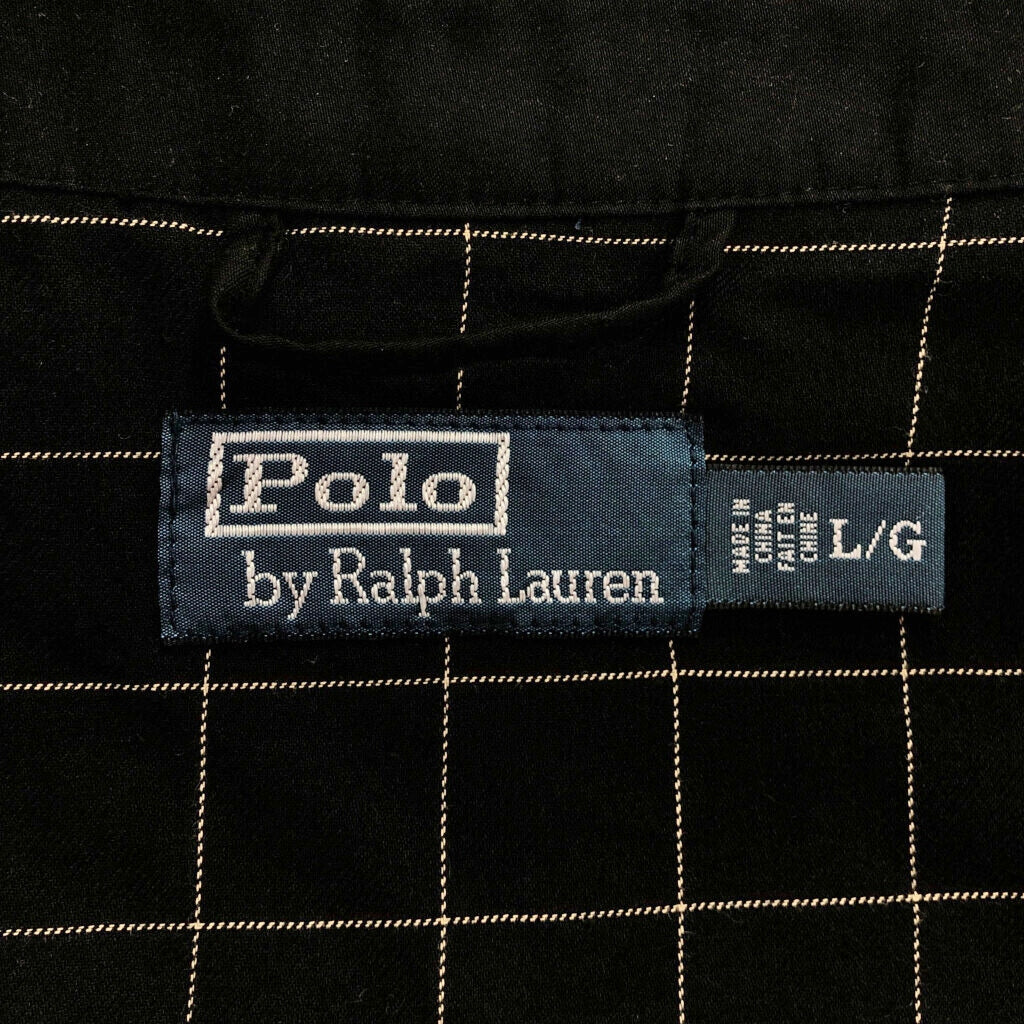 Polo
by Ralph Lauren
MADE IN
CHINA
FAIT EN
CHINE
L/G